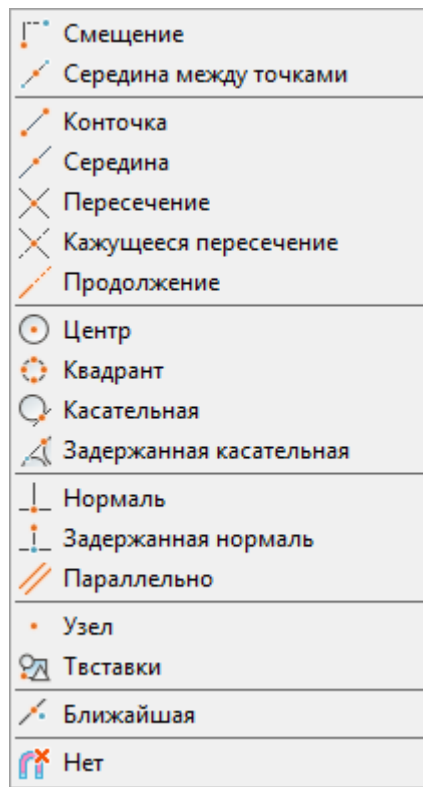 Смещение
Середина между точками
Конточка
Середина
Пересечение
Кажущееся пересечение
Продолжение
Центр
Квадрант
Касательная
Задержанная касательная
Нормаль
Задержанная нормаль
Параллельно
Узел
Твставки
Ближайшая
Нет